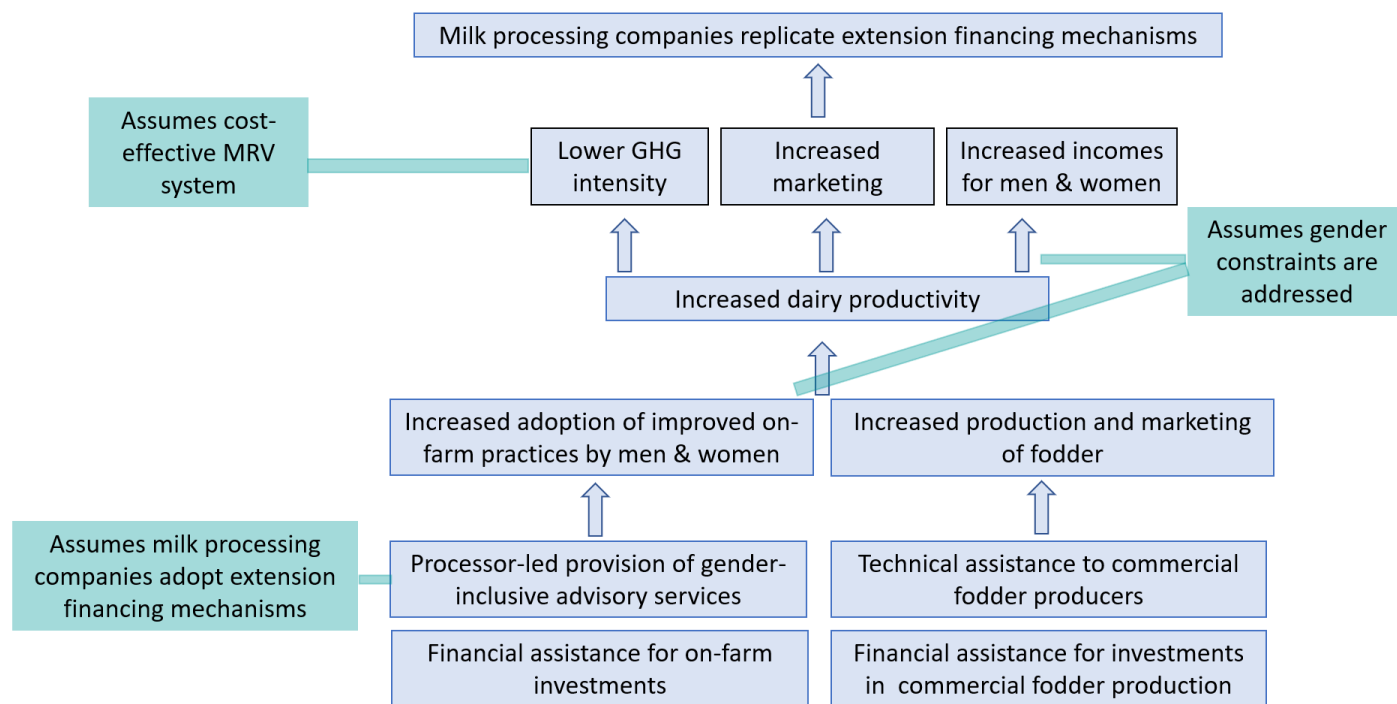 Milk processing companies replicate extension financing mechanisms
Assumes cost-
effective MRV
system
Lower GHG
intensity
Increased
marketing
Increased incomes
for men & women
Assumes gender
constraints are
addressed
Increased dairy productivity
Increased adoption of improved on-
farm practices by men & women
Increased production and marketing
of fodder
Assumes milk processing
companies adopt extension
financing mechanisms
Processor-led provision of gender-
inclusive advisory services
Technical assistance to commercial
fodder producers
Financial assistance for on-farm
investments
Financial assistance for investments
in commercial fodder production